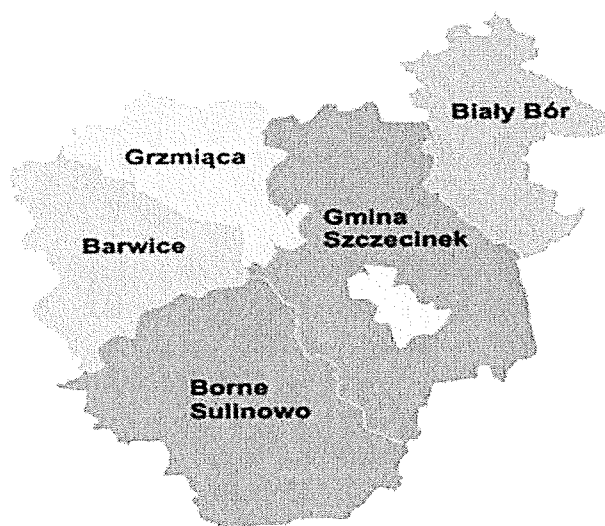 Biały Bór
Grzmiąca
Gmina
Szczecinek
Barwice
Borne
Sulinowo